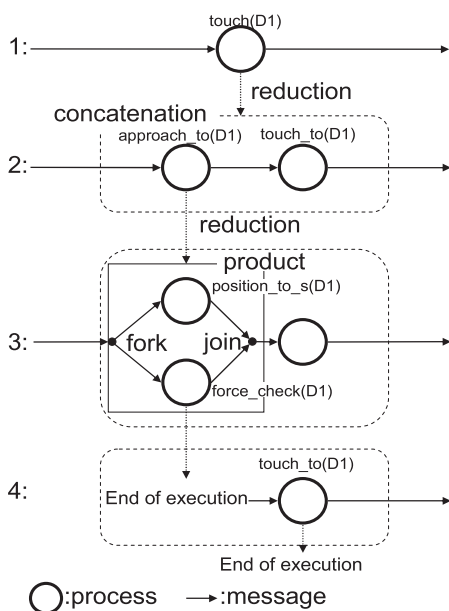 touch(D1)
1:
reduction
concatenation
approach_to(D1) touch_to(D1)
2:
reduction
product
position_to_s(D1)
3: fork join
force_check(D1)
touch_to(D1)
4:
End of execution
End of execution
:process :message